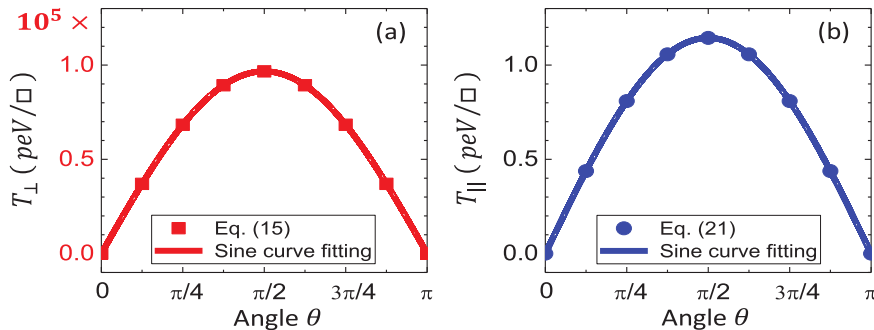 10⁵ ×
(a)
1.0
0.5
0.0
T⊥ ( peV/□ )
Eq. (15)
Sine curve fitting
0 π/4 π/2 3π/4 π
Angle θ
(b)
1.0
0.5
0.0
T|| ( peV/□ )
Eq. (21)
Sine curve fitting
0 π/4 π/2 3π/4 π
Angle θ